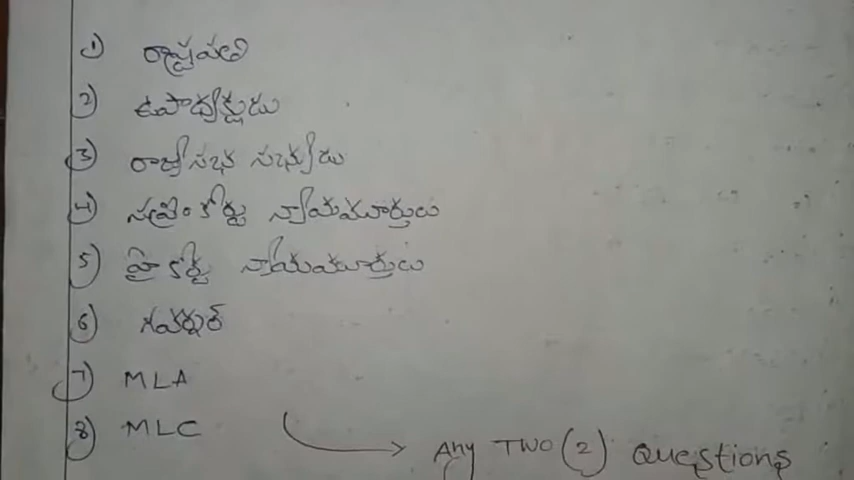 1) రాష్ట్రపతి
2) ఉపాధ్యక్షుడు
3) రాజ్యసభ సభ్యుడు
4) సుప్రీంకోర్టు న్యాయమూర్తులు
5) హైకోర్టు న్యాయమూర్తులు
6) గవర్నర్
7) MLA
8) MLC → Any TWO (2) Questions